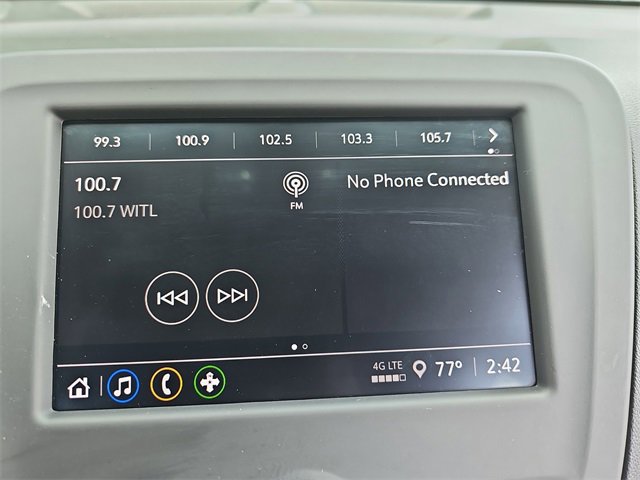 99.3 100.9 102.5 103.3 105.7
100.7
100.7 WITL
FM
No Phone Connected
4G LTE 77° 2:42